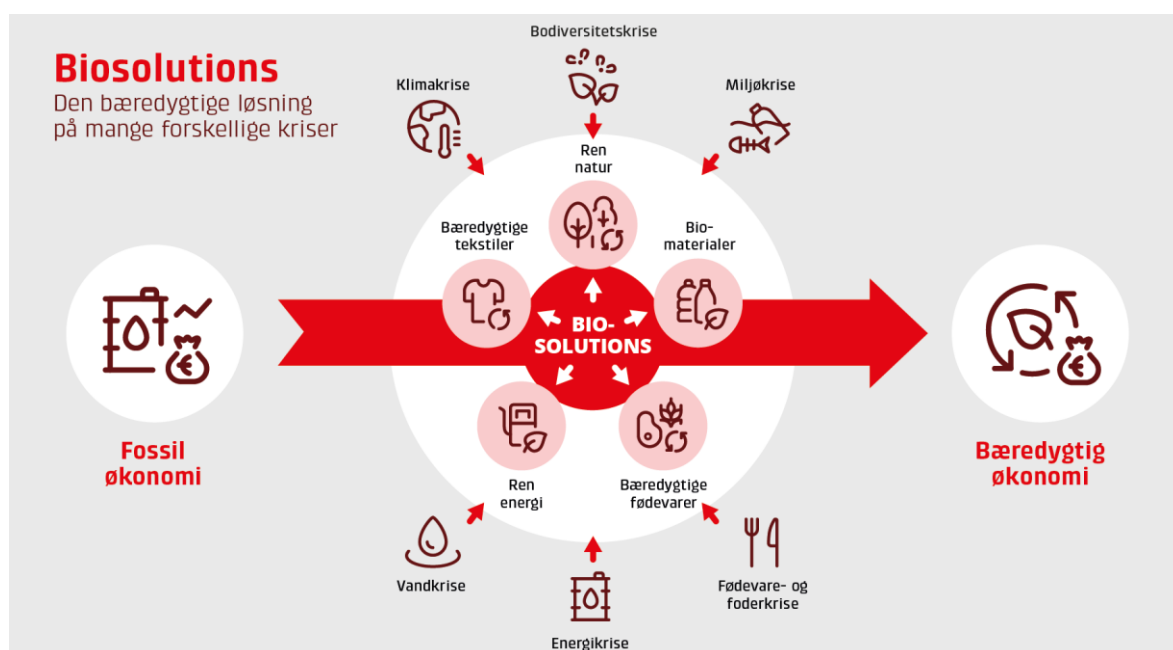 Biosolutions
Den bæredygtige løsning
på mange forskellige kriser
Bodiversitetskrise
Klimakrise
Miljøkrise
Ren
natur
Bæredygtige
tekstiler
Bio-
materialer
BIO-
SOLUTIONS
Fossil
økonomi
Bæredygtig
økonomi
Ren
energi
Bæredygtige
fødevarer
Vandkrise
Fødevare- og
foderkrise
Energikrise